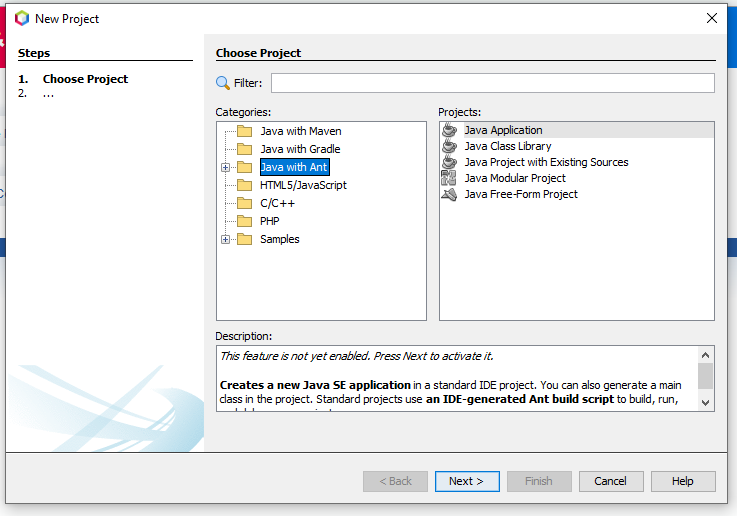 New Project
Steps
1. Choose Project
2. ...
Choose Project
Filter:
Categories:
Java with Maven
Java with Gradle
Java with Ant
HTML5/JavaScript
C/C++
PHP
Samples
Projects:
Java Application
Java Class Library
Java Project with Existing Sources
Java Modular Project
Java Free-Form Project
Description:
This feature is not yet enabled. Press Next to activate it.
Creates a new Java SE application in a standard IDE project. You can also generate a main
class in the project. Standard projects use an IDE-generated Ant build script to build, run,
< Back
Next >
Finish
Cancel
Help